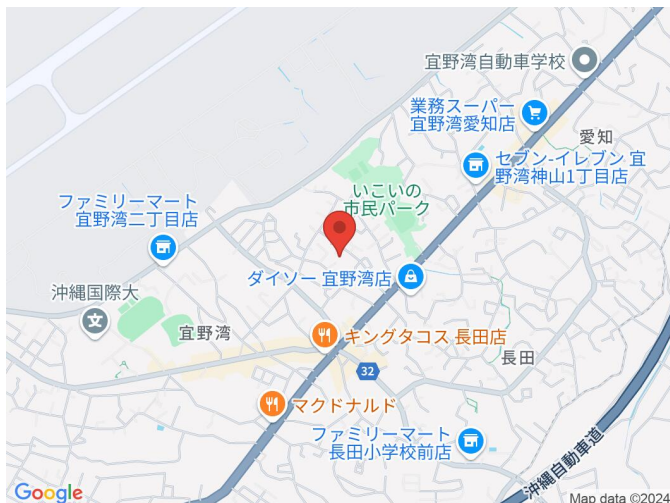 宜野湾自動車学校
業務スーパー
宜野湾愛知店
愛知
セブン-イレブン 宜
野湾神山1丁目店
いこいの
市民パーク
ファミリーマート
宜野湾二丁目店
ダイソー 宜野湾店
沖縄国際大
文
宜野湾
キングタコス 長田店
長田
32
マクドナルド
ファミリーマート
長田小学校前店
沖縄自動車道
Google
Map data ©2024